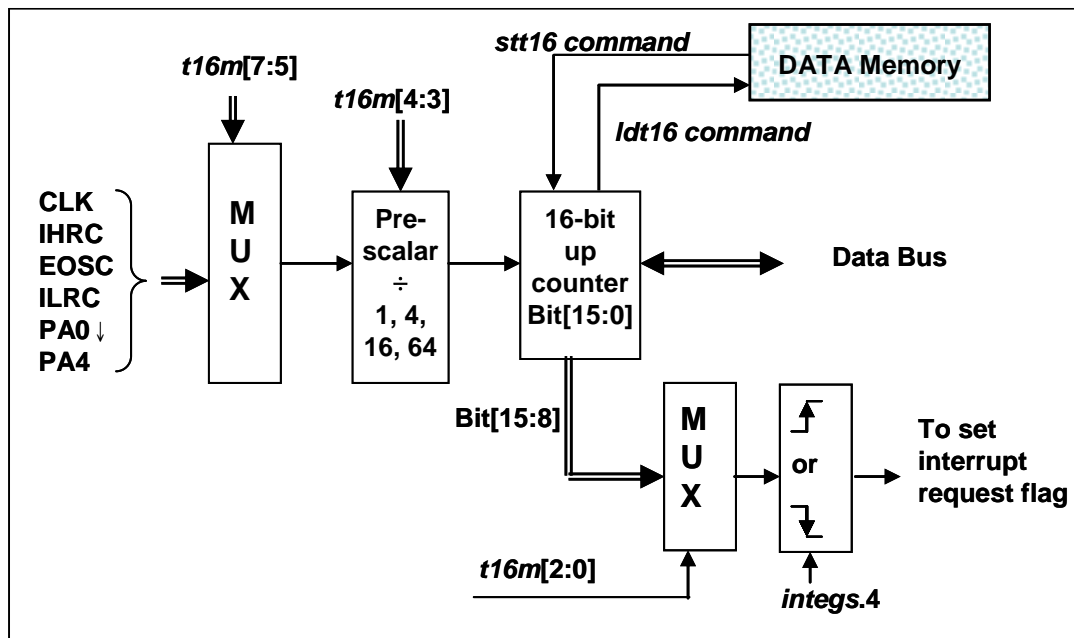 stt16 command
DATA Memory
t16m[7:5]
t16m[4:3]
ldt16 command
CLK
IHRC
EOSC
ILRC
PA0 ↓
PA4
M
U
X
Pre-
scalar
÷
1, 4,
16, 64
16-bit
up
counter
Bit[15:0]
Data Bus
Bit[15:8]
M
U
X
or
To set
interrupt
request flag
t16m[2:0]
integs.4